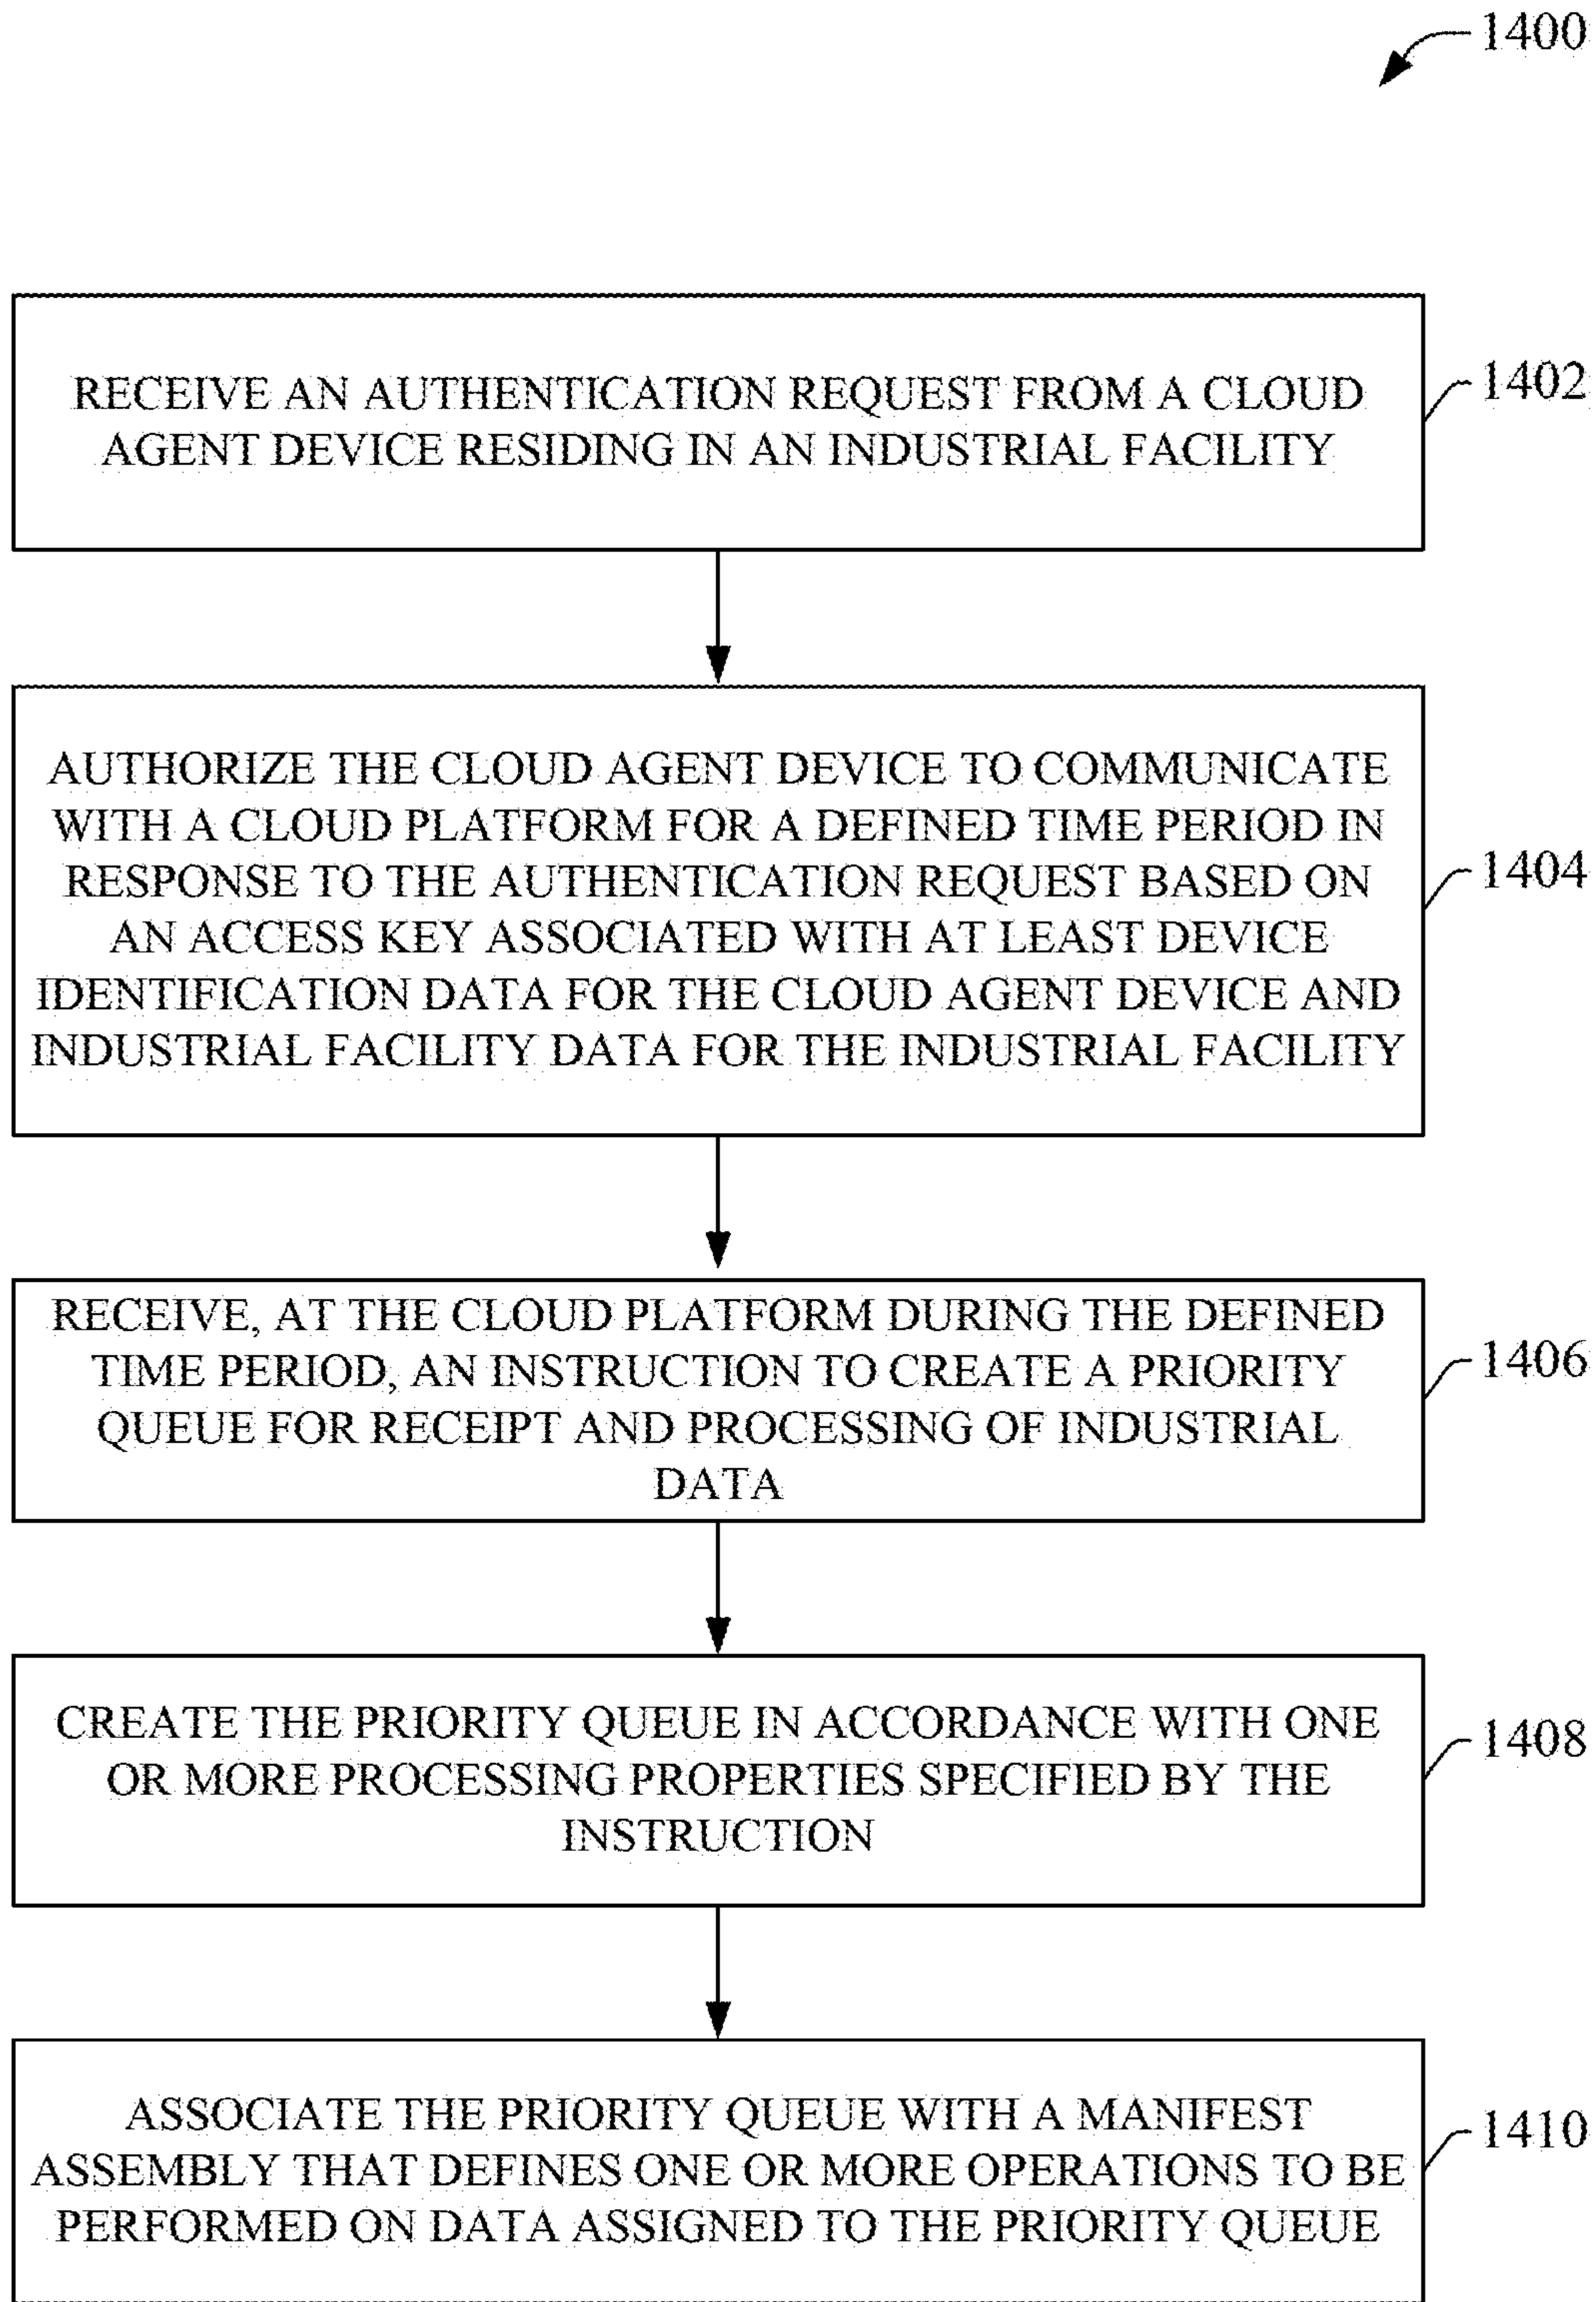 1400
RECEIVE AN AUTHENTICATION REQUEST FROM A CLOUD
AGENT DEVICE RESIDING IN AN INDUSTRIAL FACILITY
1402
AUTHORIZE THE CLOUD AGENT DEVICE TO COMMUNICATE
WITH A CLOUD PLATFORM FOR A DEFINED TIME PERIOD IN
RESPONSE TO THE AUTHENTICATION REQUEST BASED ON
AN ACCESS KEY ASSOCIATED WITH AT LEAST DEVICE
IDENTIFICATION DATA FOR THE CLOUD AGENT DEVICE AND
INDUSTRIAL FACILITY DATA FOR THE INDUSTRIAL FACILITY
1404
RECEIVE, AT THE CLOUD PLATFORM DURING THE DEFINED
TIME PERIOD, AN INSTRUCTION TO CREATE A PRIORITY
QUEUE FOR RECEIPT AND PROCESSING OF INDUSTRIAL
DATA
1406
CREATE THE PRIORITY QUEUE IN ACCORDANCE WITH ONE
OR MORE PROCESSING PROPERTIES SPECIFIED BY THE
INSTRUCTION
1408
ASSOCIATE THE PRIORITY QUEUE WITH A MANIFEST
ASSEMBLY THAT DEFINES ONE OR MORE OPERATIONS TO BE
PERFORMED ON DATA ASSIGNED TO THE PRIORITY QUEUE
1410